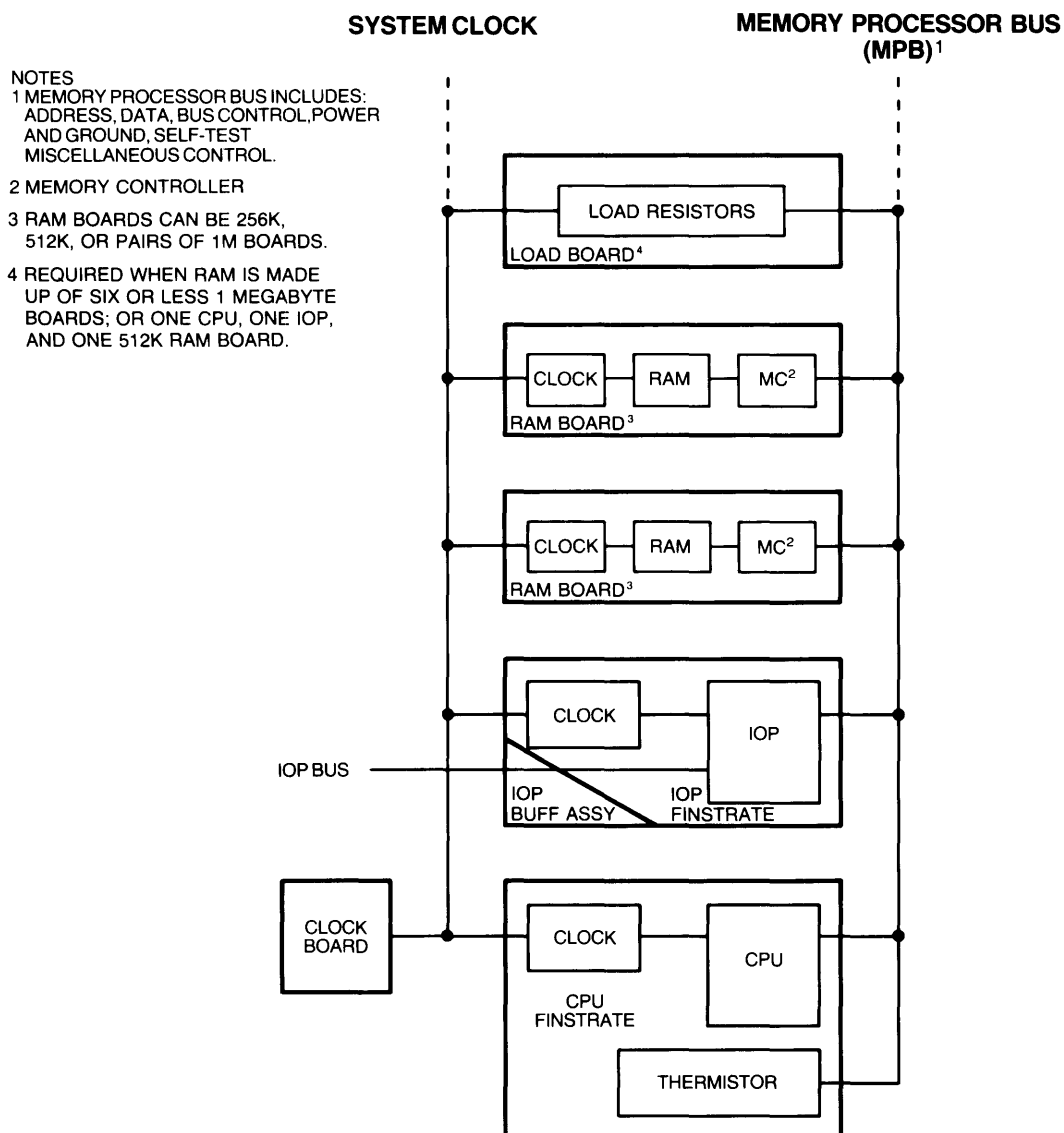 SYSTEM CLOCK
MEMORY PROCESSOR BUS
(MPB)¹
NOTES
1 MEMORY PROCESSOR BUS INCLUDES:
ADDRESS, DATA, BUS CONTROL, POWER
AND GROUND, SELF-TEST
MISCELLANEOUS CONTROL.
2 MEMORY CONTROLLER
3 RAM BOARDS CAN BE 256K,
512K, OR PAIRS OF 1M BOARDS.
4 REQUIRED WHEN RAM IS MADE
UP OF SIX OR LESS 1 MEGABYTE
BOARDS; OR ONE CPU, ONE IOP,
AND ONE 512K RAM BOARD.
LOAD RESISTORS
LOAD BOARD⁴
CLOCK
RAM
MC²
RAM BOARD³
CLOCK
RAM
MC²
RAM BOARD³
CLOCK
IOP
IOP BUS
IOP
BUFF ASSY
IOP
FINSTRATE
CLOCK
BOARD
CLOCK
CPU
CPU
FINSTRATE
THERMISTOR